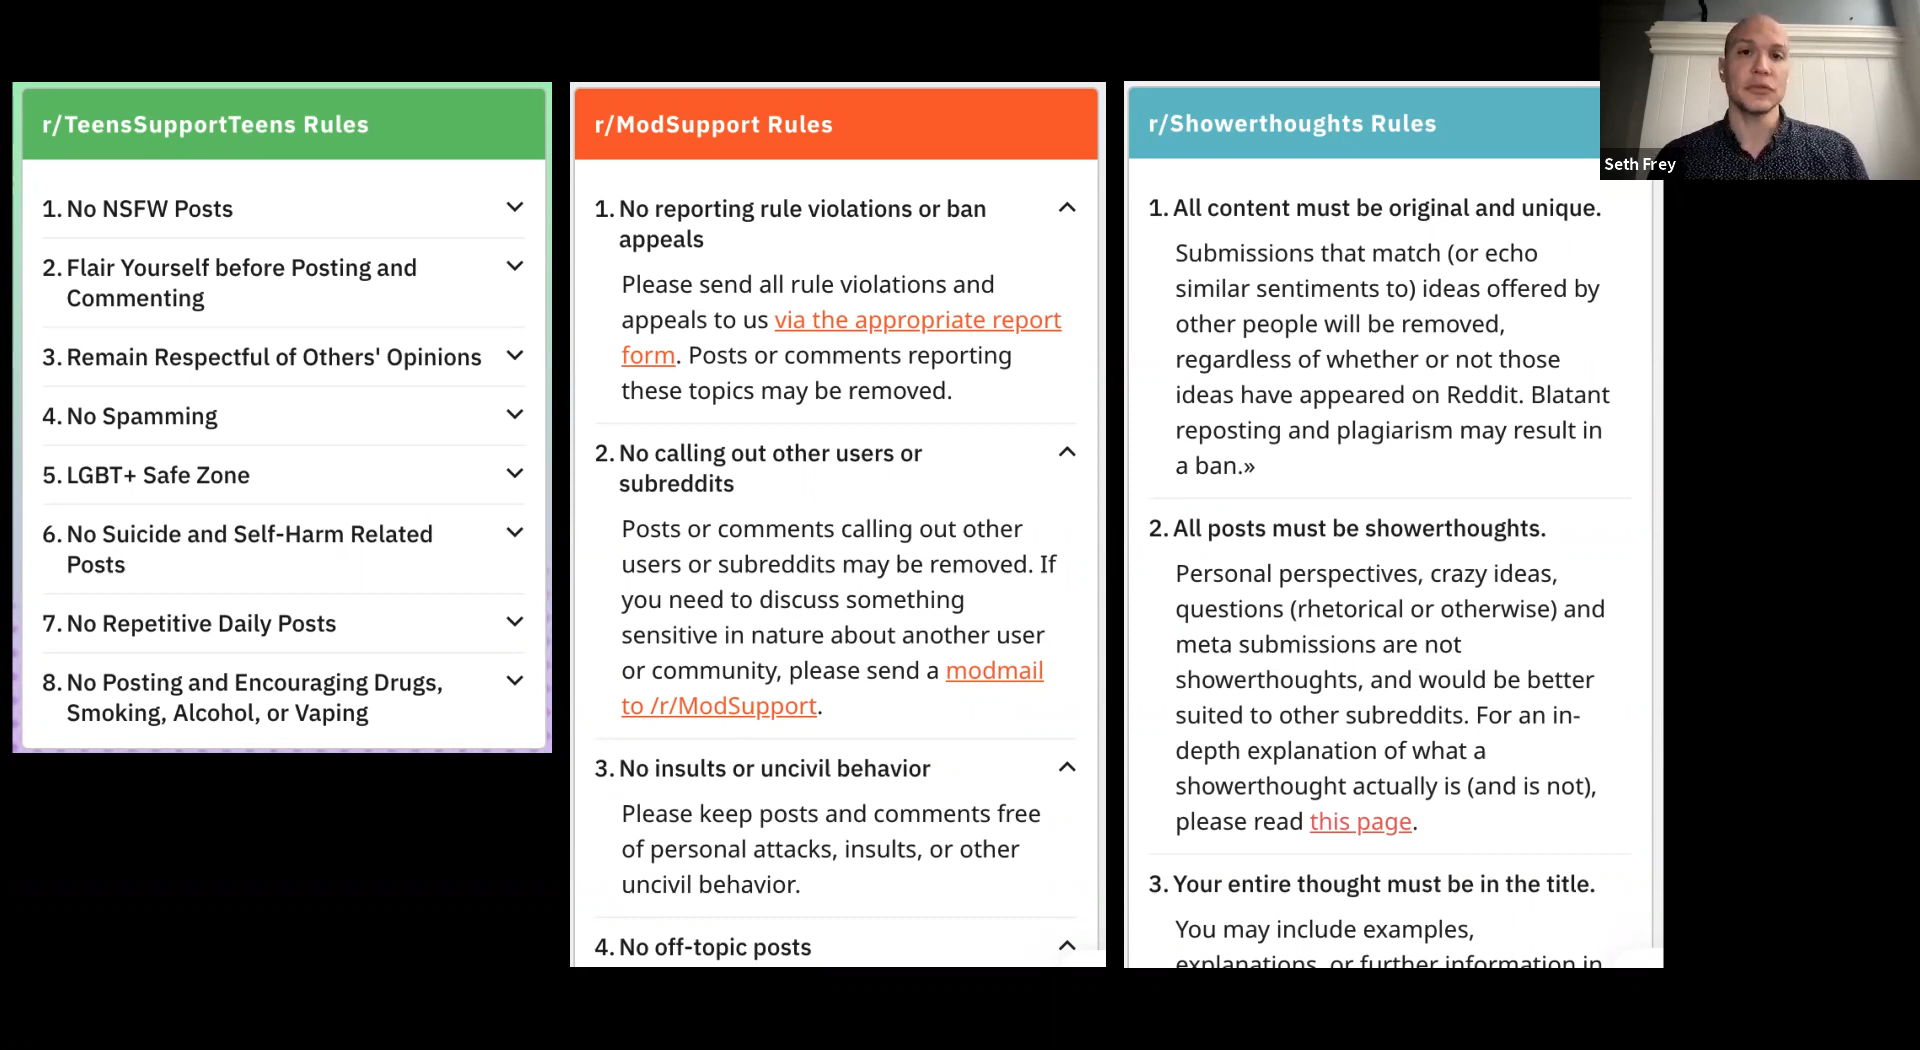 r/TeensSupportTeens Rules
1. No NSFW Posts
2. Flair Yourself before Posting and
Commenting
3. Remain Respectful of Others' Opinions
4. No Spamming
5. LGBT+ Safe Zone
6. No Suicide and Self-Harm Related
Posts
7. No Repetitive Daily Posts
8. No Posting and Encouraging Drugs,
Smoking, Alcohol, or Vaping
r/ModSupport Rules
1. No reporting rule violations or ban
appeals
Please send all rule violations and
appeals to us via the appropriate report
form. Posts or comments reporting
these topics may be removed.
2. No calling out other users or
subreddits
Posts or comments calling out other
users or subreddits may be removed. If
you need to discuss something
sensitive in nature about another user
or community, please send a modmail
to /r/ModSupport.
3. No insults or uncivil behavior
Please keep posts and comments free
of personal attacks, insults, or other
uncivil behavior.
4. No off-topic posts
r/Showerthoughts Rules
1. All content must be original and unique.
Submissions that match (or echo
similar sentiments to) ideas offered by
other people will be removed,
regardless of whether or not those
ideas have appeared on Reddit. Blatant
reposting and plagiarism may result in
a ban.»
2. All posts must be showerthoughts.
Personal perspectives, crazy ideas,
questions (rhetorical or otherwise) and
meta submissions are not
showerthoughts, and would be better
suited to other subreddits. For an in-
depth explanation of what a
showerthought actually is (and is not),
please read this page.
3. Your entire thought must be in the title.
You may include examples,
explanations, or further information in
Seth Frey